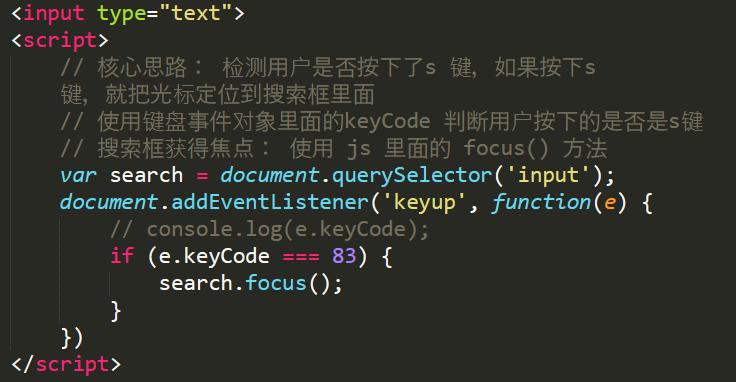 <input type="text">
<script>
// 核心思路： 检测用户是否按下了s 键，如果按下s
键，就把光标定位到搜索框里面
// 使用键盘事件对象里面的keyCode 判断用户按下的是否是s键
// 搜索框获得焦点： 使用 js 里面的 focus() 方法
var search = document.querySelector('input');
document.addEventListener('keyup', function(e) {
// console.log(e.keyCode);
if (e.keyCode === 83) {
search.focus();
}
})
</script>